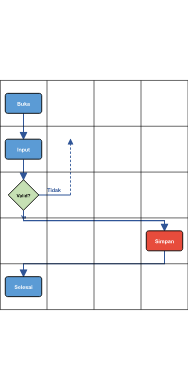 Buka
Input
Valid?
Tidak
Simpan
Selesai